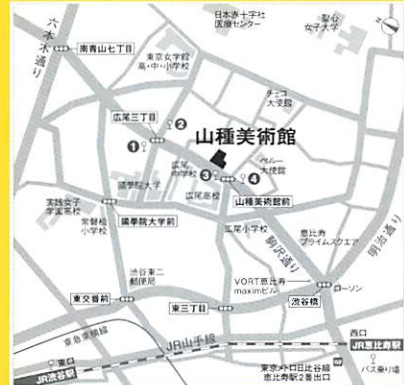 六本木通り
日本赤十字社
医療センター
聖心
女子大学
N
南青山七丁目
東京女学館
高・中・小学校
チェコ
大使館
広尾三丁目
❷
❶
山種美術館
広尾
中学校
❸
ペルー
大使館
❹
國學院大学
広尾高校
山種美術館前
実践女子
学園高校
常磐松
小学校
國學院大学前
広尾小学校
駒沢通り
恵比寿
プライムスクエア
明治通り
渋谷東二
郵便局
VORT恵比寿
maximビル
ローソン
東交番前
東三丁目
渋谷橋
東急東横線
JR山手線
西口
JR恵比寿駅
東口
JR渋谷駅
東京メトロ日比谷線
恵比寿駅2番出口
バス乗り場